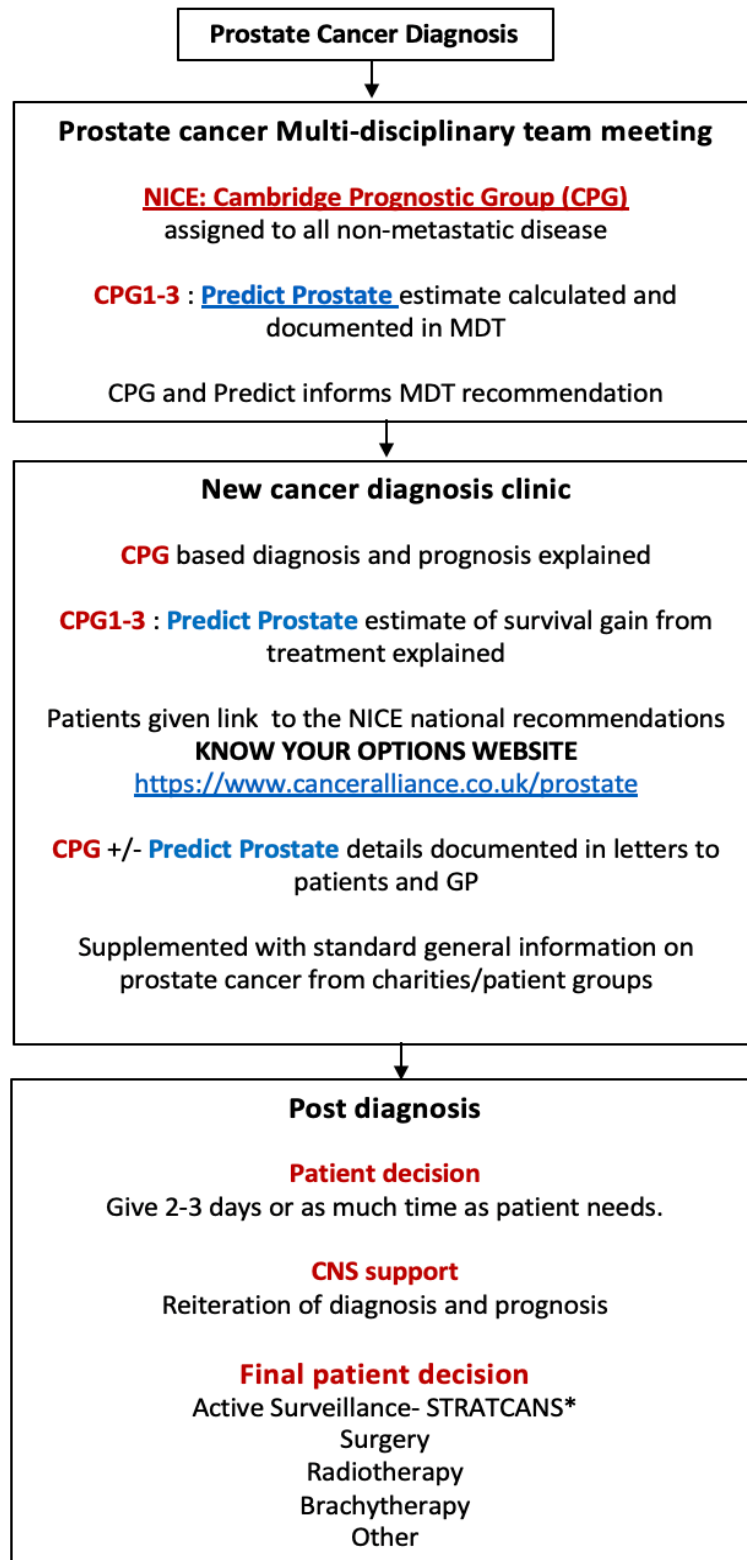 Prostate Cancer Diagnosis
Prostate cancer Multi-disciplinary team meeting
NICE: Cambridge Prognostic Group (CPG)
assigned to all non-metastatic disease
CPG1-3 : Predict Prostate estimate calculated and
documented in MDT
CPG and Predict informs MDT recommendation
New cancer diagnosis clinic
CPG based diagnosis and prognosis explained
CPG1-3 : Predict Prostate estimate of survival gain from
treatment explained
Patients given link to the NICE national recommendations
KNOW YOUR OPTIONS WEBSITE
https://www.canceralliance.co.uk/prostate
CPG +/- Predict Prostate details documented in letters to
patients and GP
Supplemented with standard general information on
prostate cancer from charities/patient groups
Post diagnosis
Patient decision
Give 2-3 days or as much time as patient needs.
CNS support
Reiteration of diagnosis and prognosis
Final patient decision
Active Surveillance- STRATCANS*
Surgery
Radiotherapy
Brachytherapy
Other